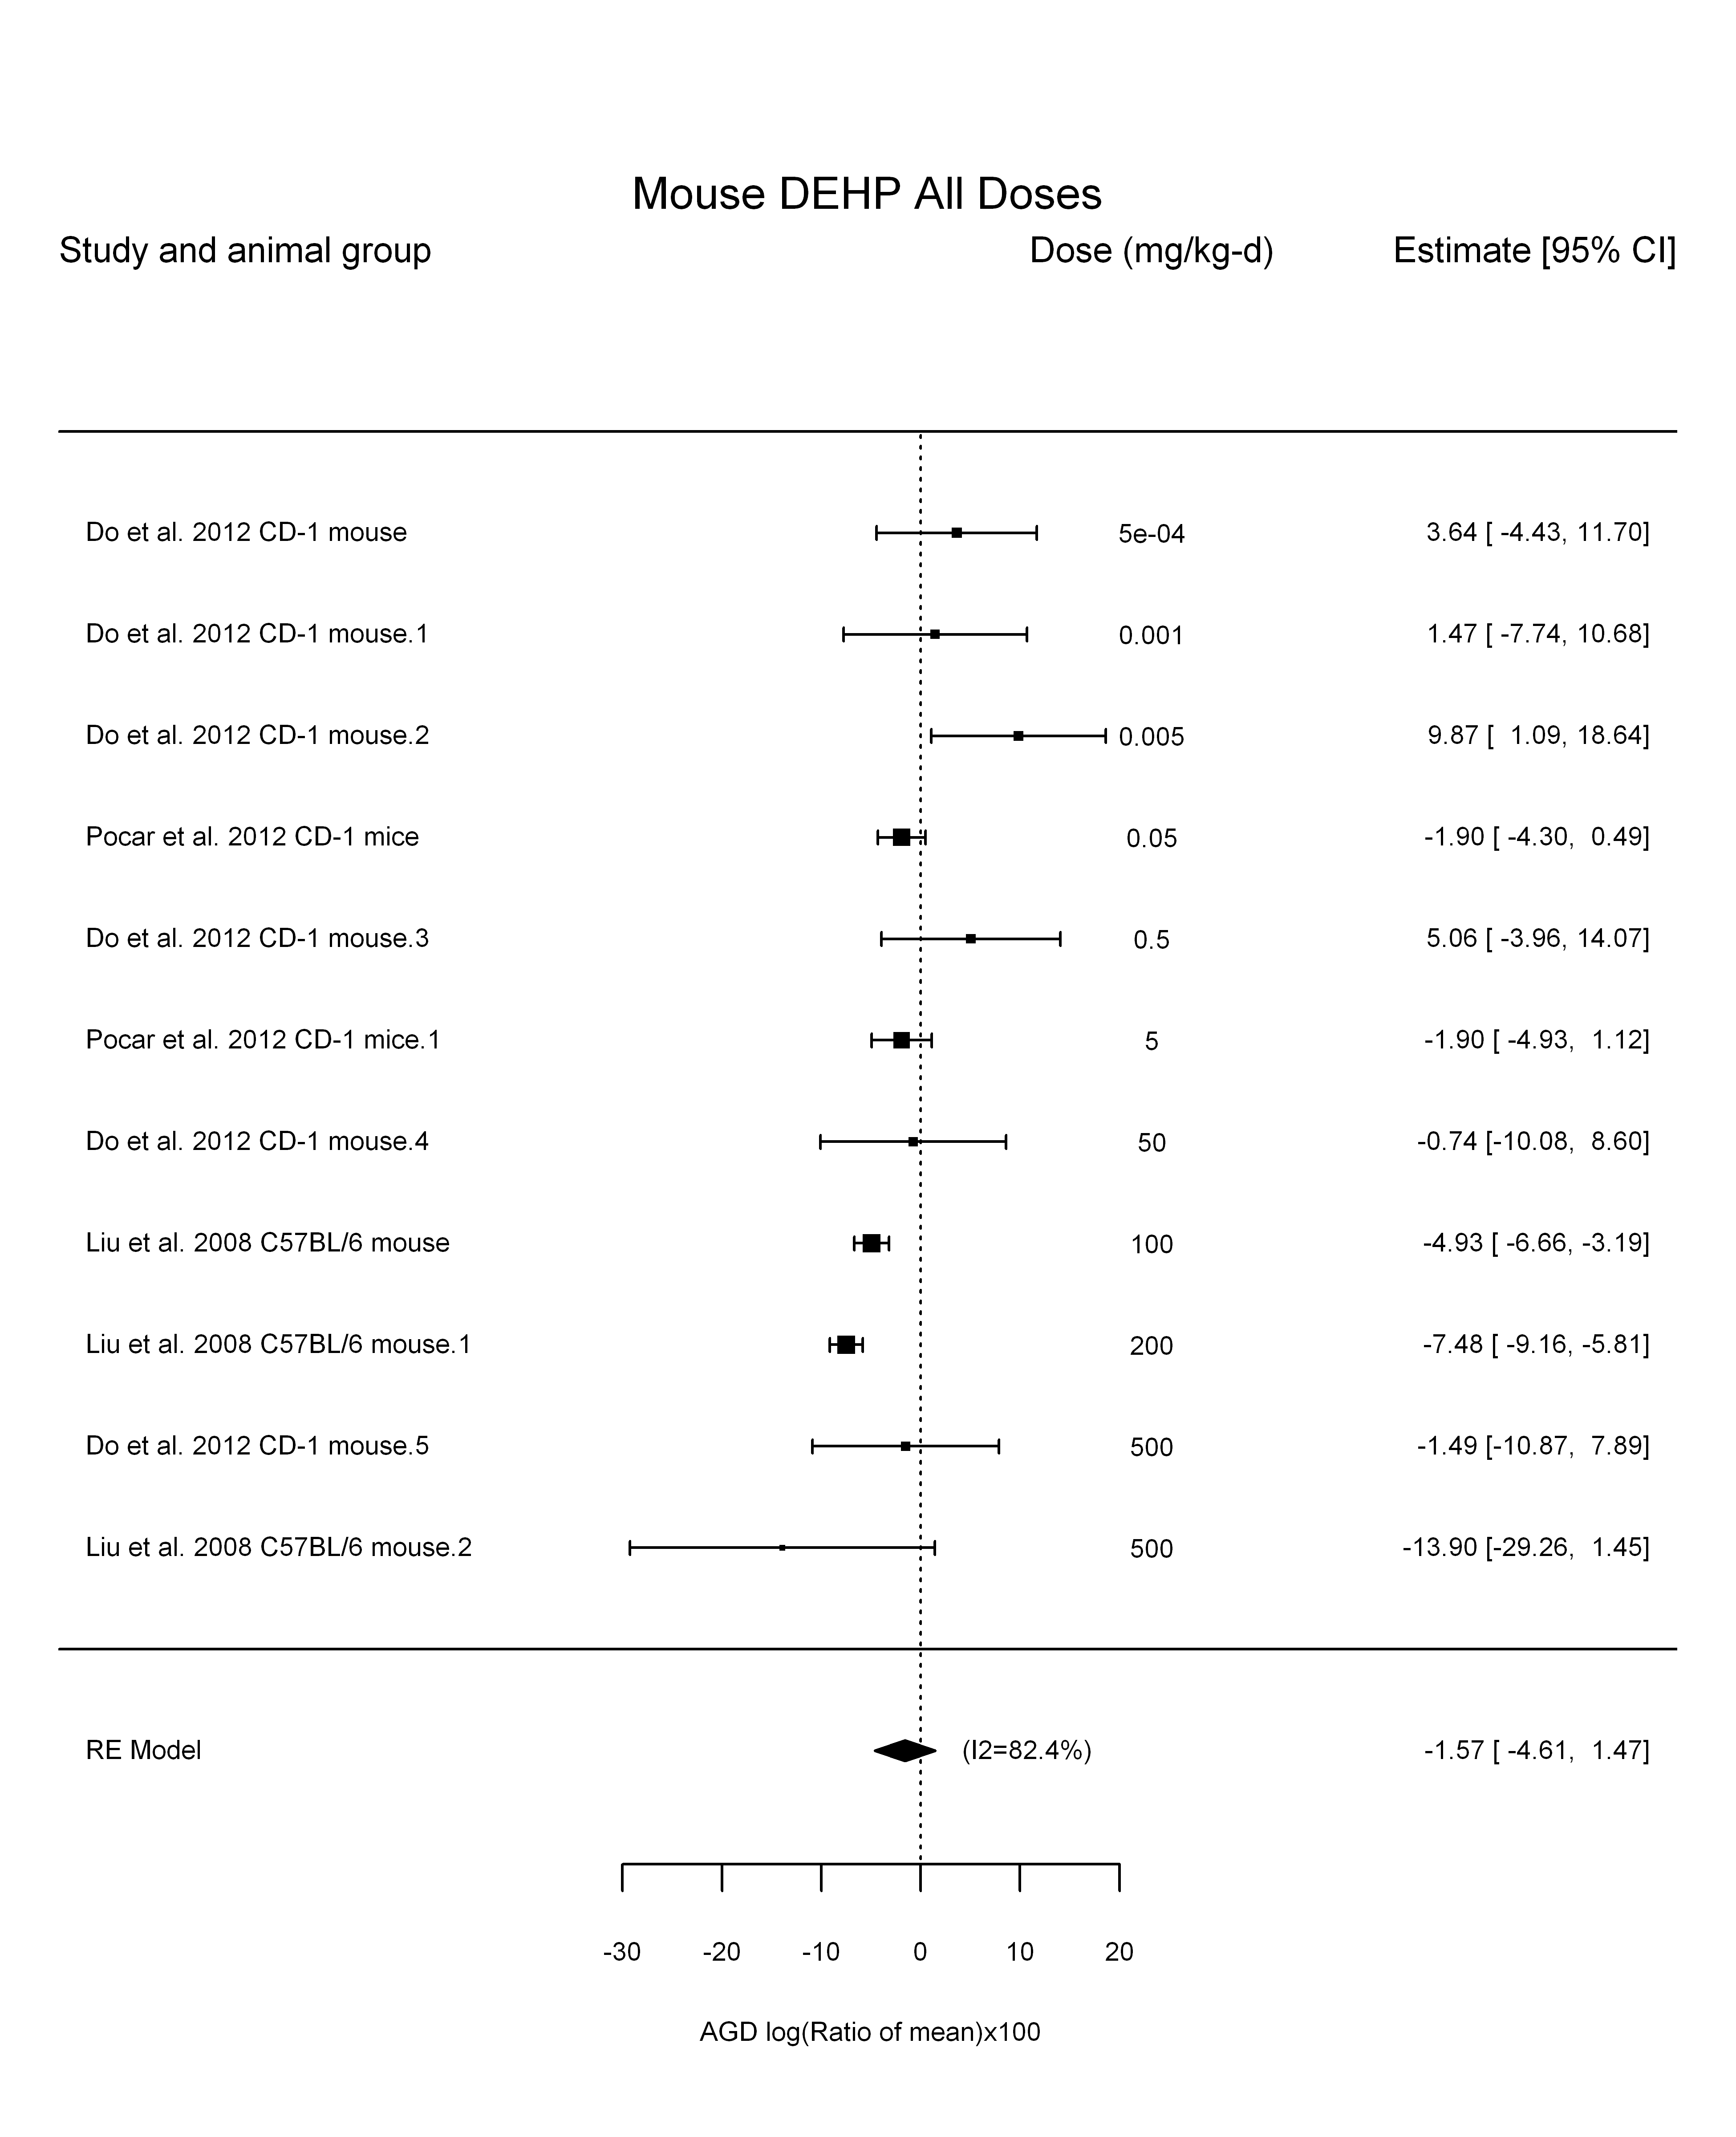 Mouse DEHP All Doses
Study and animal group Dose (mg/kg-d) Estimate [95% CI]
Do et al. 2012 CD-1 mouse 5e-04 3.64 [ -4.43, 11.70]
Do et al. 2012 CD-1 mouse.1 0.001 1.47 [ -7.74, 10.68]
Do et al. 2012 CD-1 mouse.2 0.005 9.87 [  1.09, 18.64]
Pocar et al. 2012 CD-1 mice 0.05 -1.90 [ -4.30,  0.49]
Do et al. 2012 CD-1 mouse.3 0.5 5.06 [ -3.96, 14.07]
Pocar et al. 2012 CD-1 mice.1 5 -1.90 [ -4.93,  1.12]
Do et al. 2012 CD-1 mouse.4 50 -0.74 [-10.08,  8.60]
Liu et al. 2008 C57BL/6 mouse 100 -4.93 [ -6.66, -3.19]
Liu et al. 2008 C57BL/6 mouse.1 200 -7.48 [ -9.16, -5.81]
Do et al. 2012 CD-1 mouse.5 500 -1.49 [-10.87,  7.89]
Liu et al. 2008 C57BL/6 mouse.2 500 -13.90 [-29.26,  1.45]
RE Model (I2=82.4%) -1.57 [ -4.61,  1.47]
-30 -20 -10 0 10 20
AGD log(Ratio of mean)x100